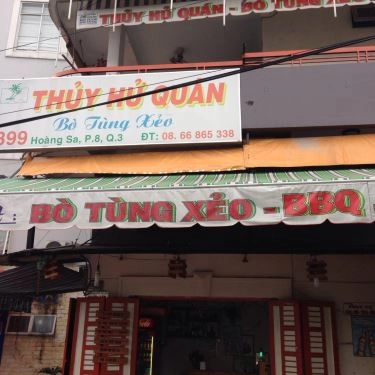 THỦY HỬ QUÁN - BÒ TÙNG XẺO
THỦY HỬ QUÁN
Bò Tùng Xẻo
399 Hoàng Sa, P.8, Q.3 ĐT: 08. 66 865 338
BÒ TÙNG XẺO - BBQ